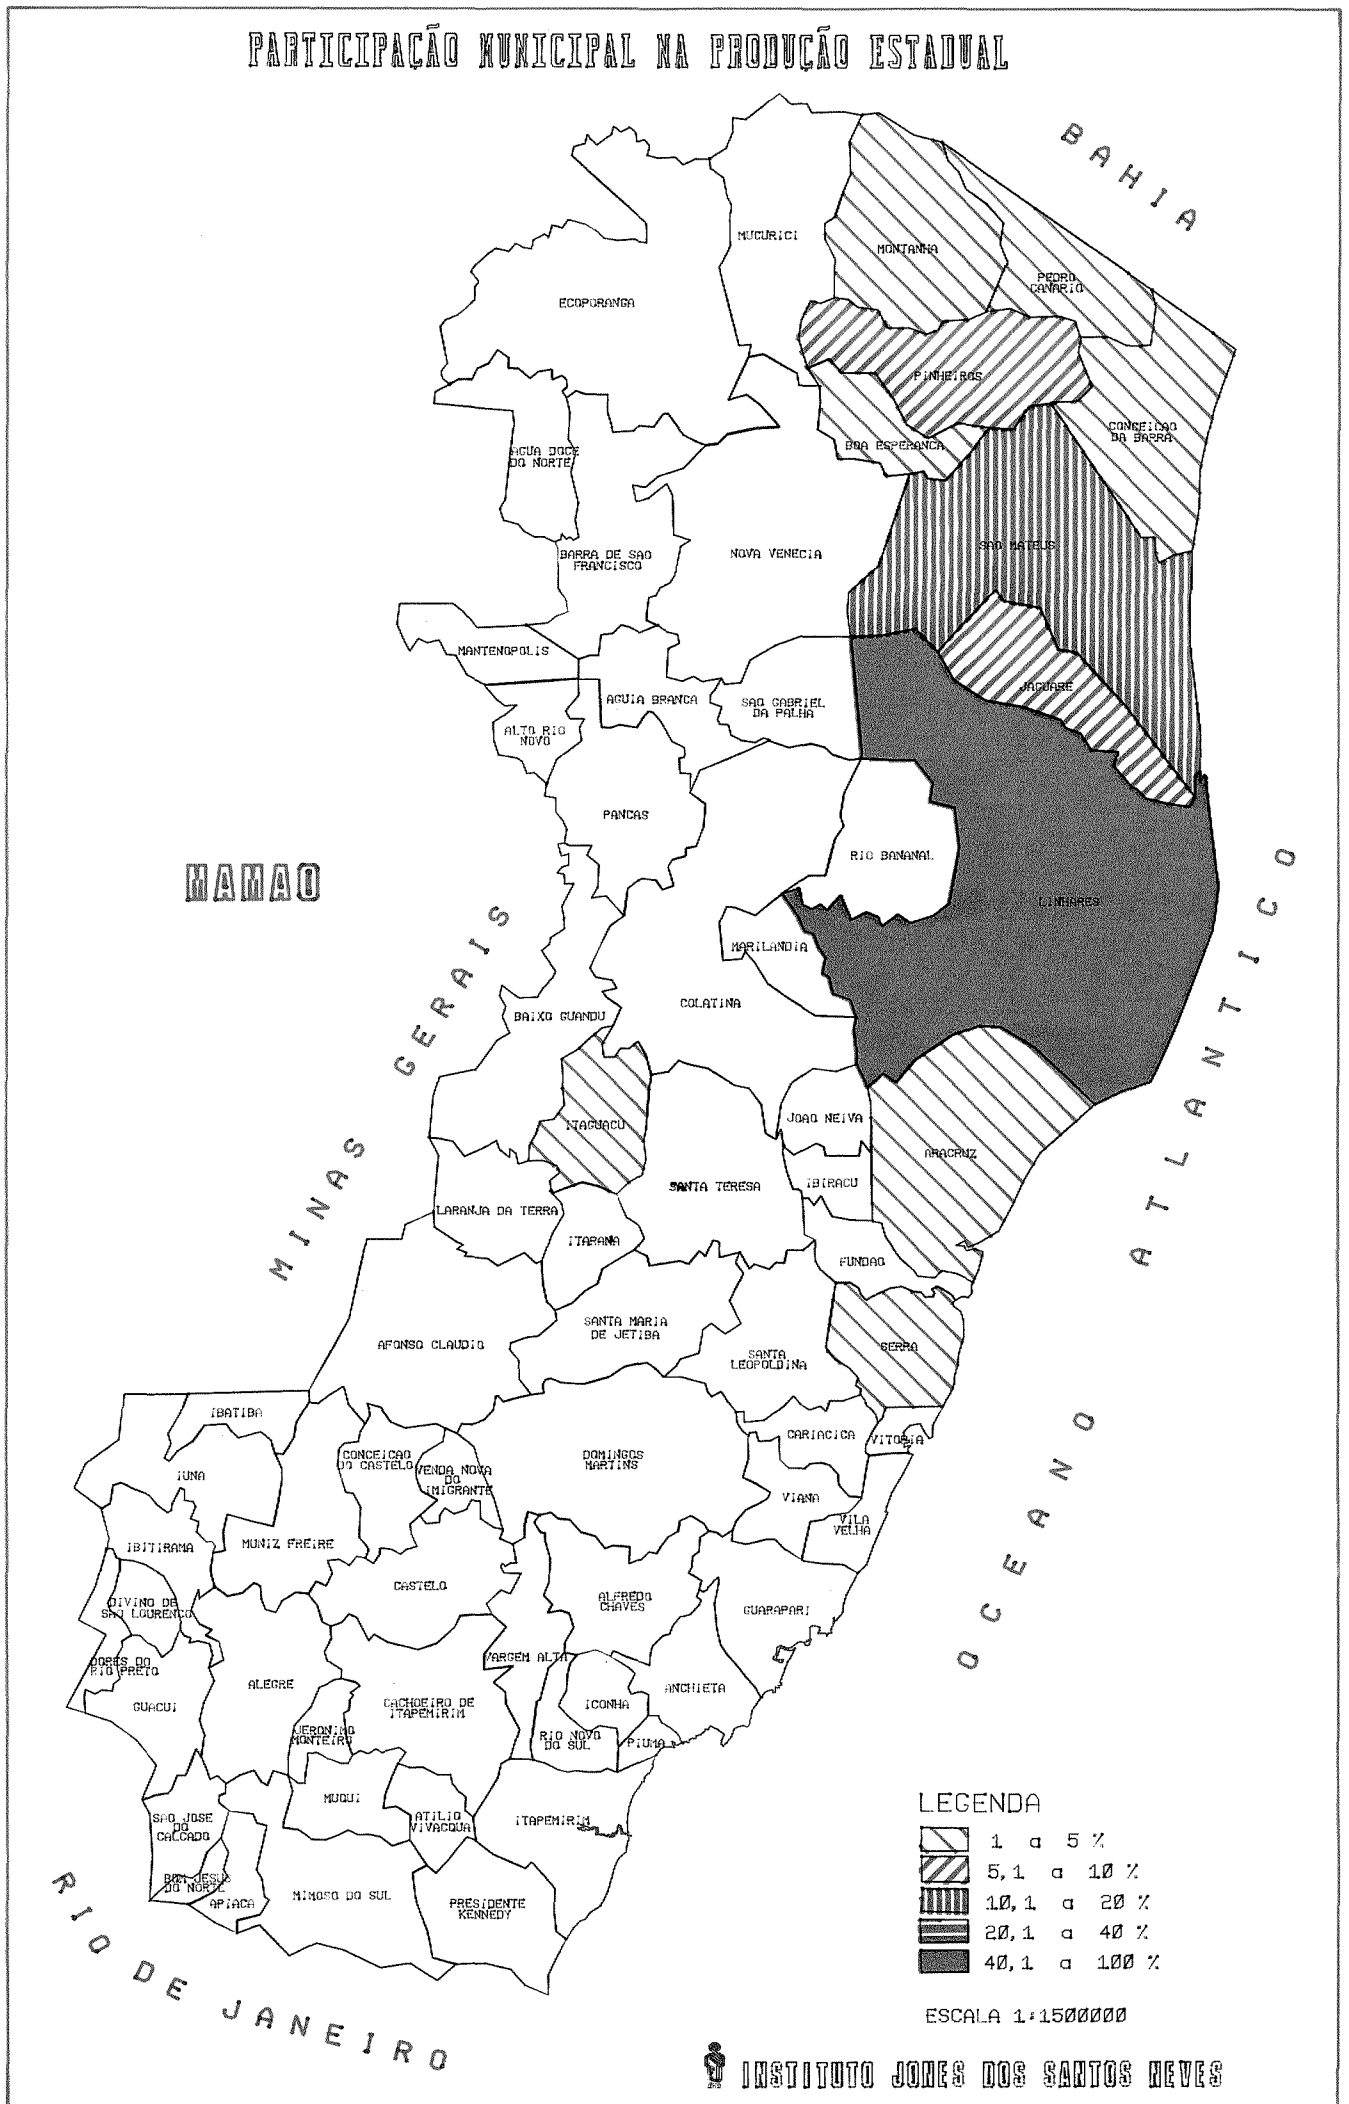 PARTICIPAÇÃO MUNICIPAL NA PRODUÇÃO ESTADUAL
BAHIA
MUCURICI
MONTANHA
PEDRO
CANARIO
ECOPORANGA
PINHEIROS
CONCEICAO
DA BARRA
BOA ESPERANCA
AGUA DOCE
DO NORTE
SAO MATEUS
BARRA DE SAO
FRANCISCO
NOVA VENECIA
MANTENOPOLIS
JAGUARE
AGUIA BRANCA
SAO GABRIEL
DA PALHA
ALTO RIO
NOVO
PANCAS
RIO BANANAL
MAMAO
LINHARES
MARILANDIA
COLATINA
BAIXO GUANDU
MINAS GERAIS
OCEANO ATLANTICO
JOAO NEIVA
ITAGUACU
ARACRUZ
IBIRACU
SANTA TERESA
LARANJA DA TERRA
ITARANA
FUNDAO
SANTA MARIA
DE JETIBA
AFONSO CLAUDIO
SERRA
SANTA
LEOPOLDINA
IBATIBA
CARIACICA
VITORIA
CONCEICAO
DO CASTELO
DOMINGOS
MARTINS
VENDA NOVA
DO
IMIGRANTE
IUNA
VIANA
VILA
VELHA
IBITIRAMA
MUNIZ FREIRE
CASTELO
ALFREDO
CHAVES
DIVINO DE
SAO LOURENCO
GUARAPARI
VARGEM ALTA
DORES DO
RIO PRETO
ALEGRE
ANCHIETA
GUACUI
CACHOEIRO DE
ITAPEMIRIM
ICONHA
JERONIMO
MONTEIRO
RIO NOVO
DO SUL
PIUMA
MUQUI
SAO JOSE
DO
CALCADO
ATILIO
VIVACQUA
ITAPEMIRIM
BOM JESUS
DO NORTE
APIACA
MIMOSO DO SUL
PRESIDENTE
KENNEDY
RIO DE JANEIRO
LEGENDA
1 a 5 %
5,1 a 10 %
10,1 a 20 %
20,1 a 40 %
40,1 a 100 %
ESCALA 1:1500000
INSTITUTO JONES DOS SANTOS NEVES